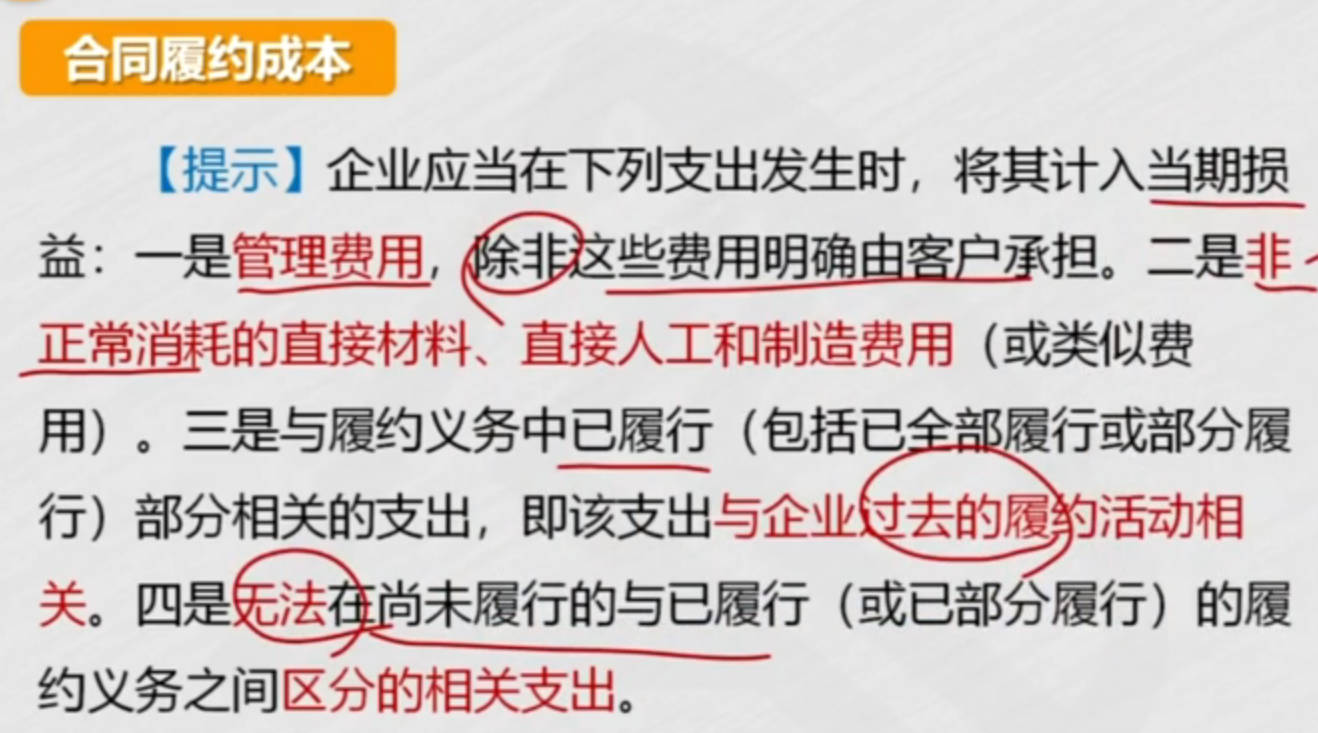 合同履约成本
【提示】企业应当在下列支出发生时，将其计入当期损
益：一是管理费用，除非这些费用明确由客户承担。二是非
正常消耗的直接材料、直接人工和制造费用（或类似费
用）。三是与履约义务中已履行（包括已全部履行或部分履
行）部分相关的支出，即该支出与企业过去的履约活动相
关。四是无法在尚未履行的与已履行（或已部分履行）的履
约义务之间区分的相关支出。